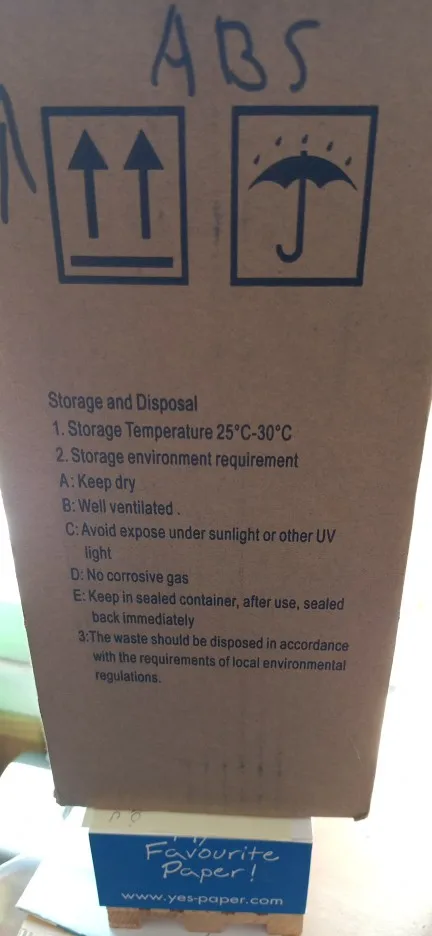 ABS
Storage and Disposal
1. Storage Temperature 25°C-30°C
2. Storage environment requirement
A: Keep dry
B: Well ventilated .
C: Avoid expose under sunlight or other UV
light
D: No corrosive gas
E: Keep in sealed container, after use, sealed
back immediately
3:The waste should be disposed in accordance
with the requirements of local environmental
regulations.
Favourite
Paper!
www.yes-paper.com